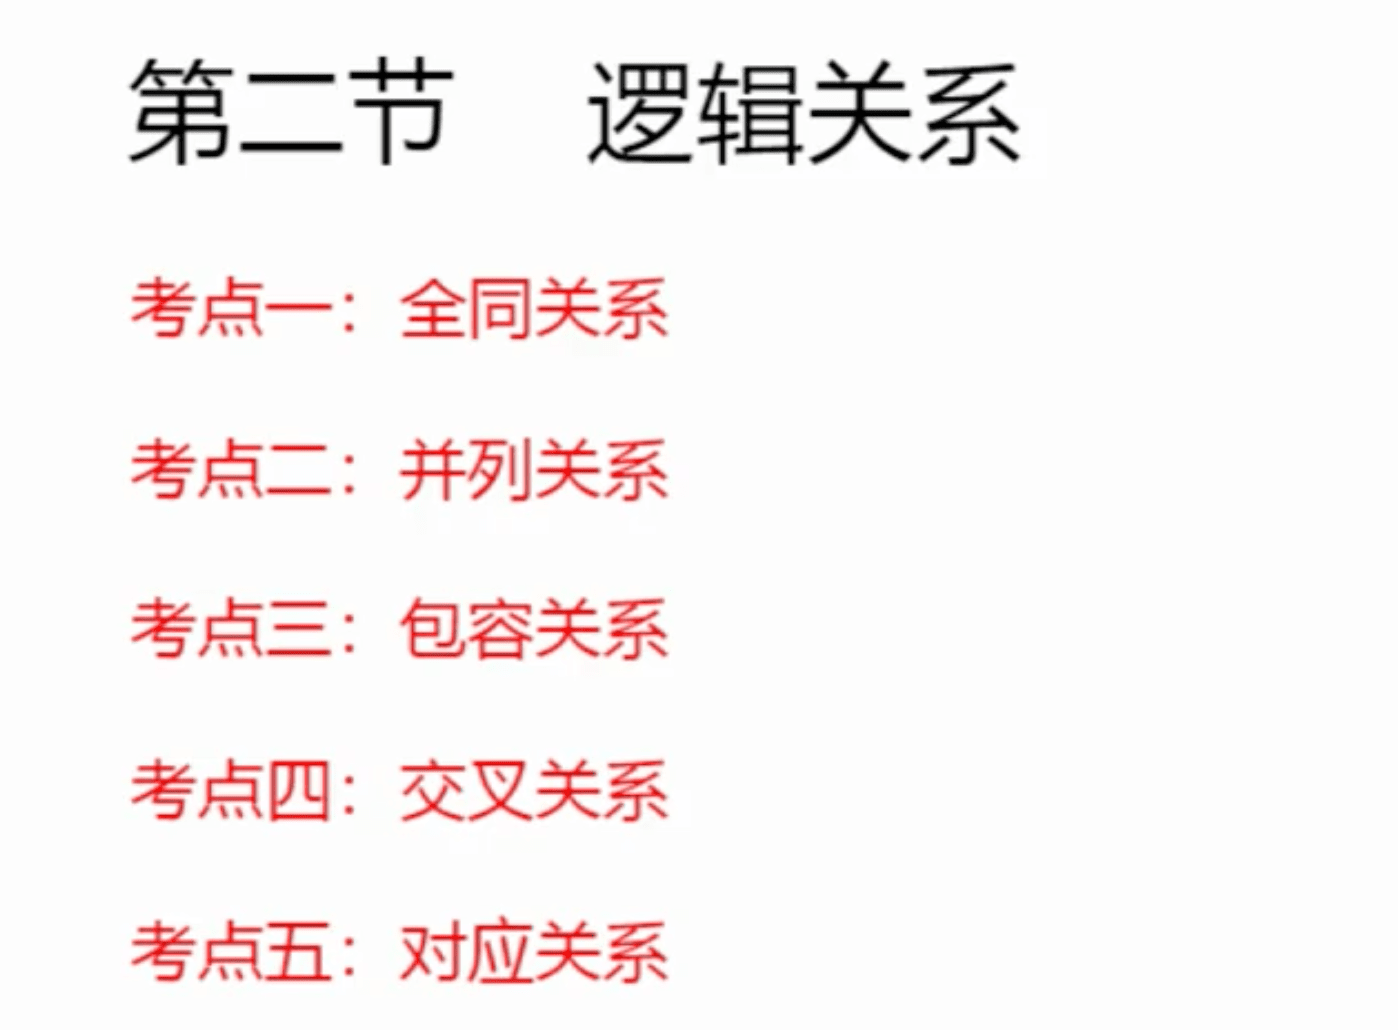 第二节 逻辑关系
考点一：全同关系
考点二：并列关系
考点三：包容关系
考点四：交叉关系
考点五：对应关系